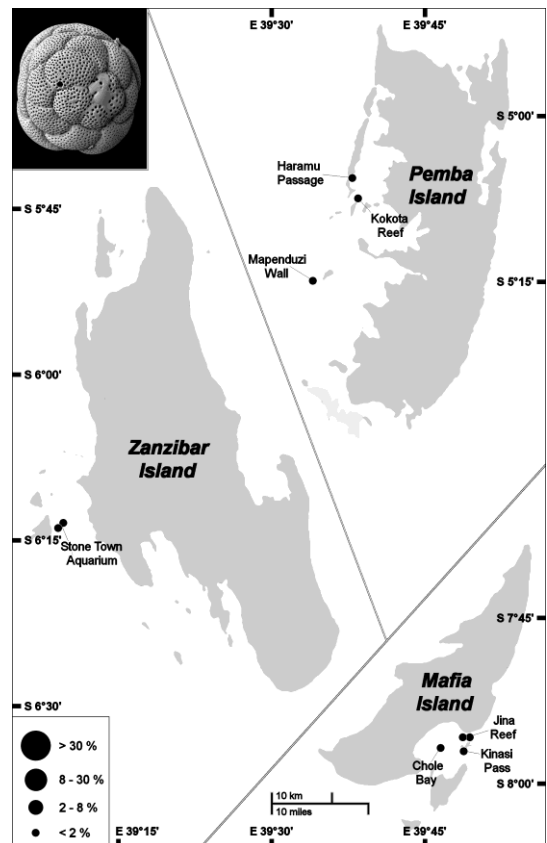 E 39°30'
E 39°45'
S 5°00'
Haramu
Passage
Pemba
Island
Kokota
Reef
S 5°45'
Mapenduzi
Wall
S 5°15'
S 6°00'
Zanzibar
Island
S 6°15'
Stone Town
Aquarium
S 7°45'
Mafia
Island
S 6°30'
Jina
Reef
Chole
Bay
Kinasi
Pass
> 30 %
8 - 30 %
2 - 8 %
< 2 %
10 km
10 miles
S 8°00'
E 39°15'
E 39°30'
E 39°45'